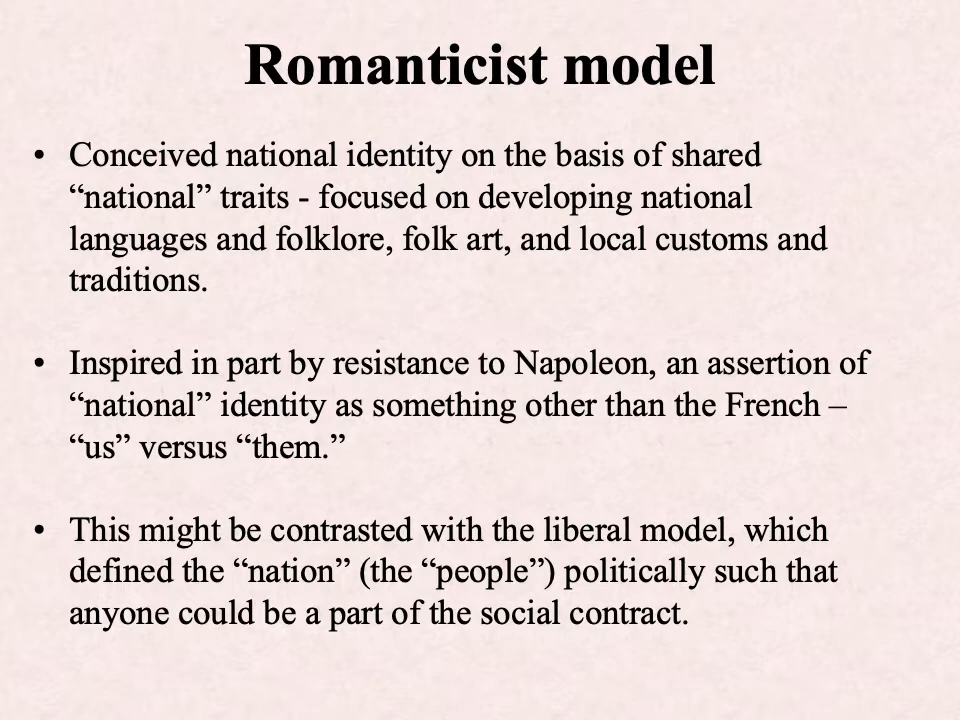 Romanticist model
• Conceived national identity on the basis of shared
“national” traits - focused on developing national
languages and folklore, folk art, and local customs and
traditions.
• Inspired in part by resistance to Napoleon, an assertion of
“national” identity as something other than the French –
“us” versus “them.”
• This might be contrasted with the liberal model, which
defined the “nation” (the “people”) politically such that
anyone could be a part of the social contract.